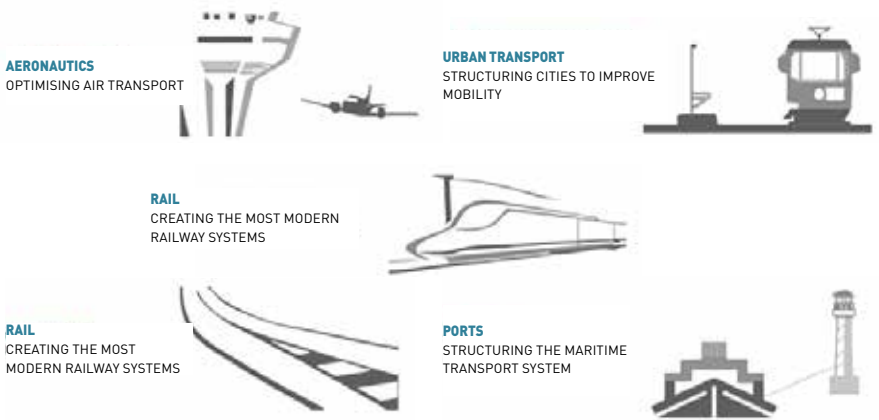 AERONAUTICS
OPTIMISING AIR TRANSPORT
URBAN TRANSPORT
STRUCTURING CITIES TO IMPROVE
MOBILITY
RAIL
CREATING THE MOST MODERN
RAILWAY SYSTEMS
RAIL
CREATING THE MOST
MODERN RAILWAY SYSTEMS
PORTS
STRUCTURING THE MARITIME
TRANSPORT SYSTEM